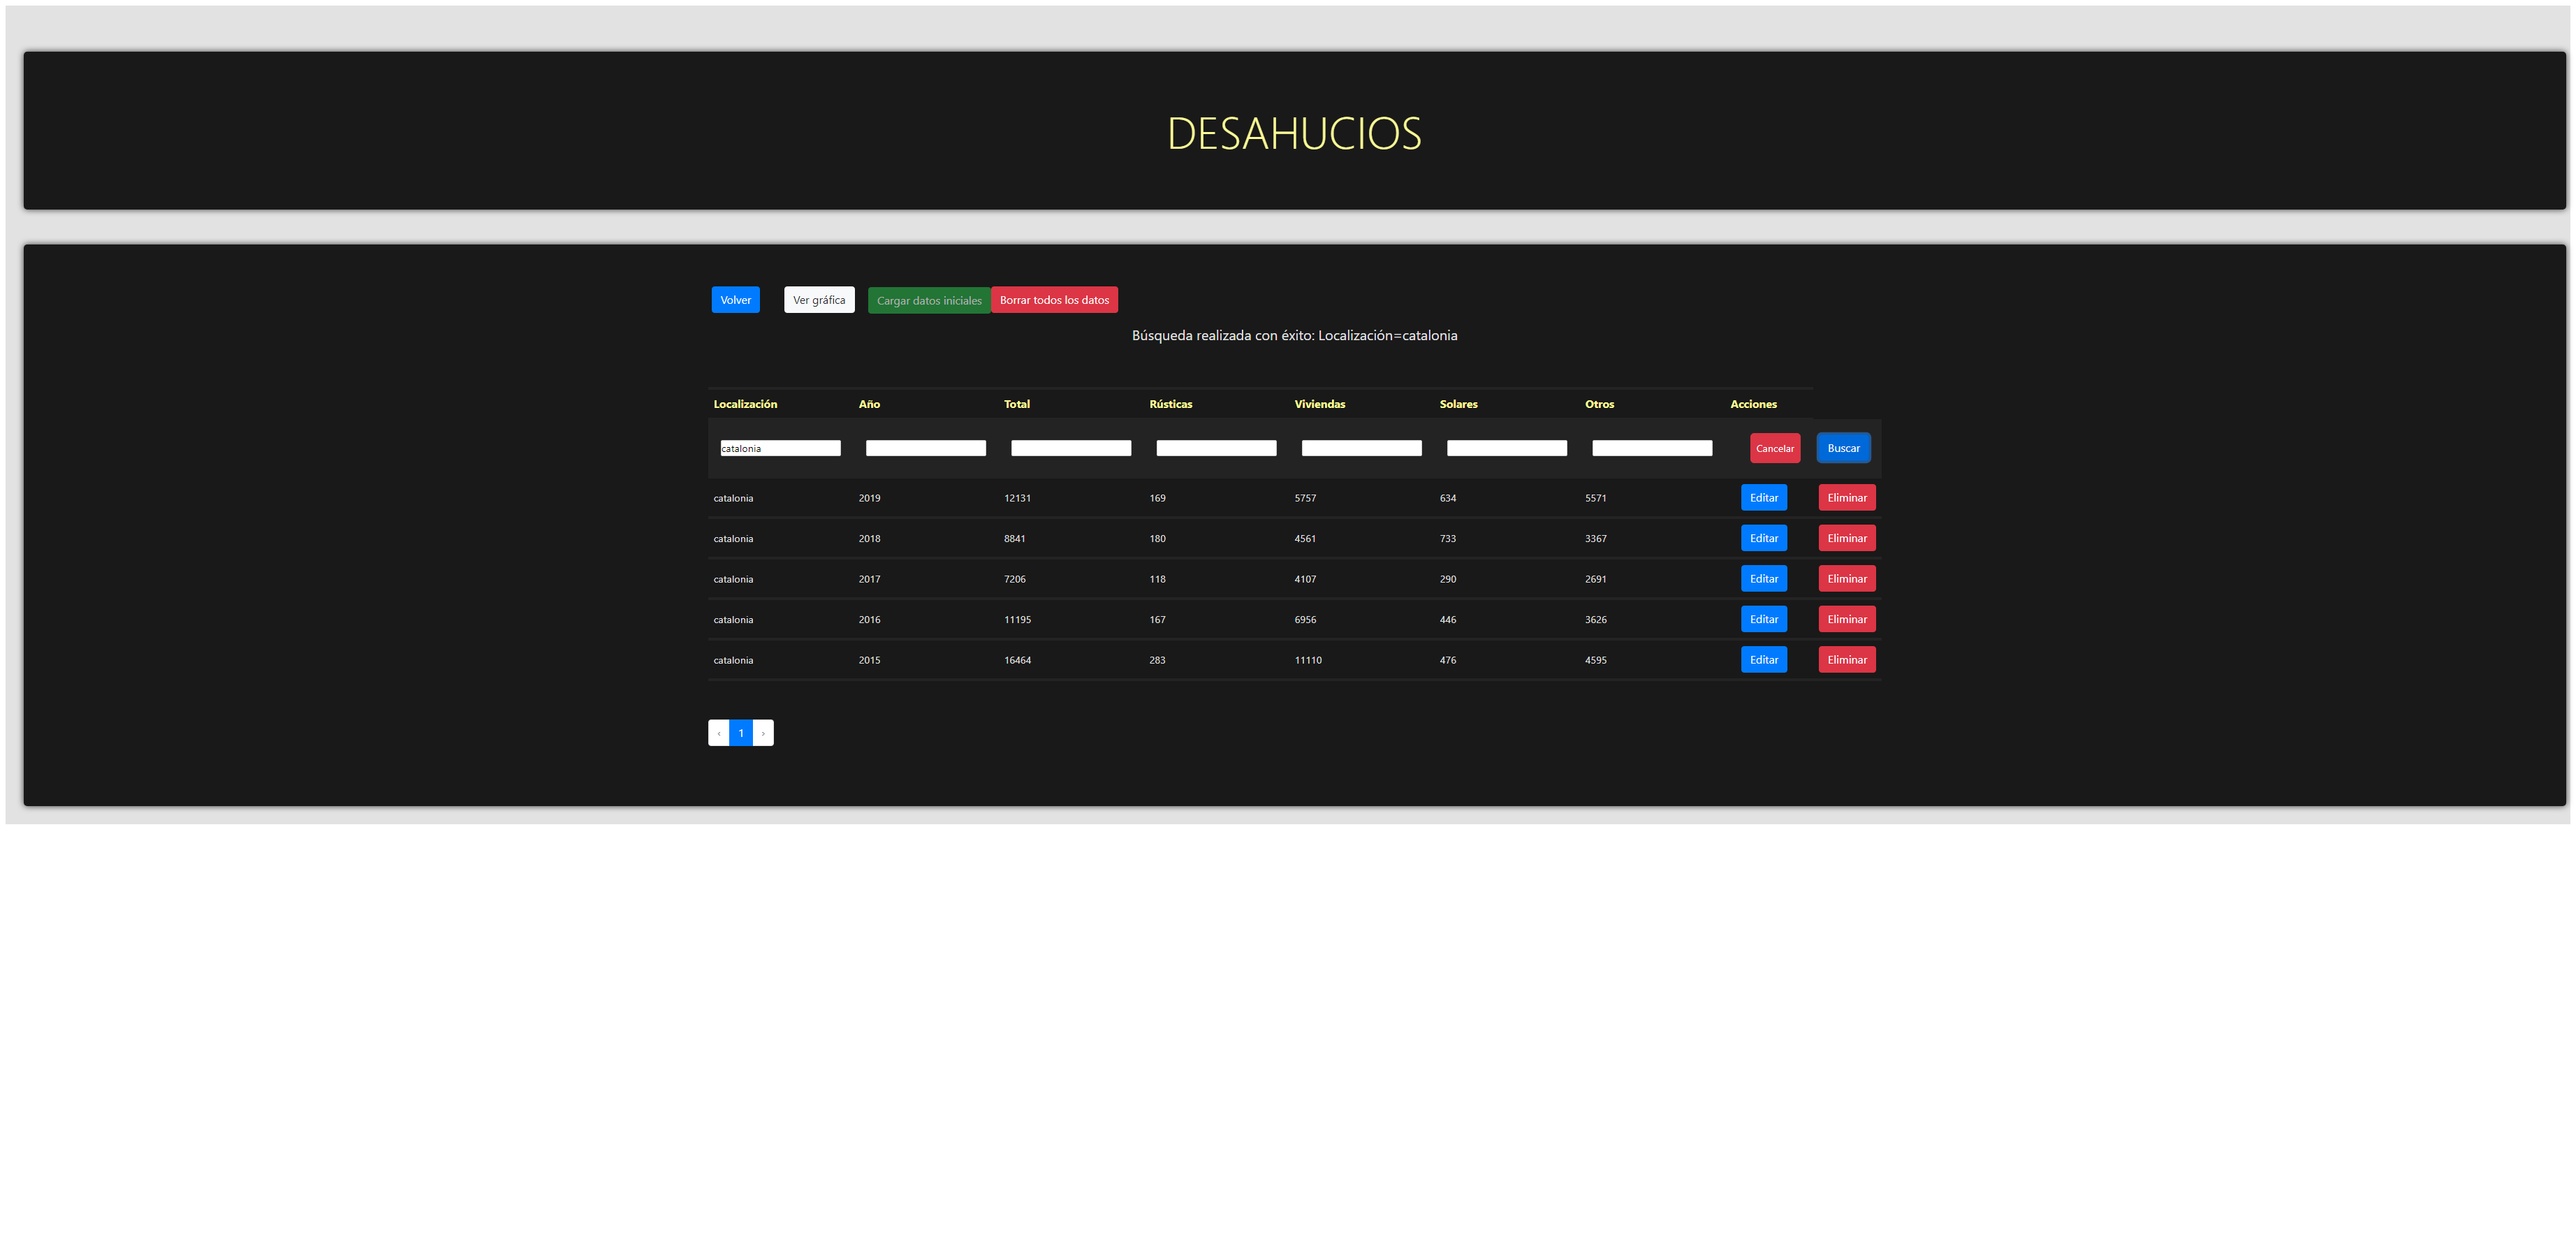 DESAHUCIOS
Volver Ver gráfica Cargar datos iniciales Borrar todos los datos
Búsqueda realizada con éxito: Localización=catalonia
Localización Año Total Rústicas Viviendas Solares Otros Acciones
catalonia Cancelar Buscar
catalonia 2019 12131 169 5757 634 5571 Editar Eliminar
catalonia 2018 8841 180 4561 733 3367 Editar Eliminar
catalonia 2017 7206 118 4107 290 2691 Editar Eliminar
catalonia 2016 11195 167 6956 446 3626 Editar Eliminar
catalonia 2015 16464 283 11110 476 4595 Editar Eliminar
‹ 1 ›